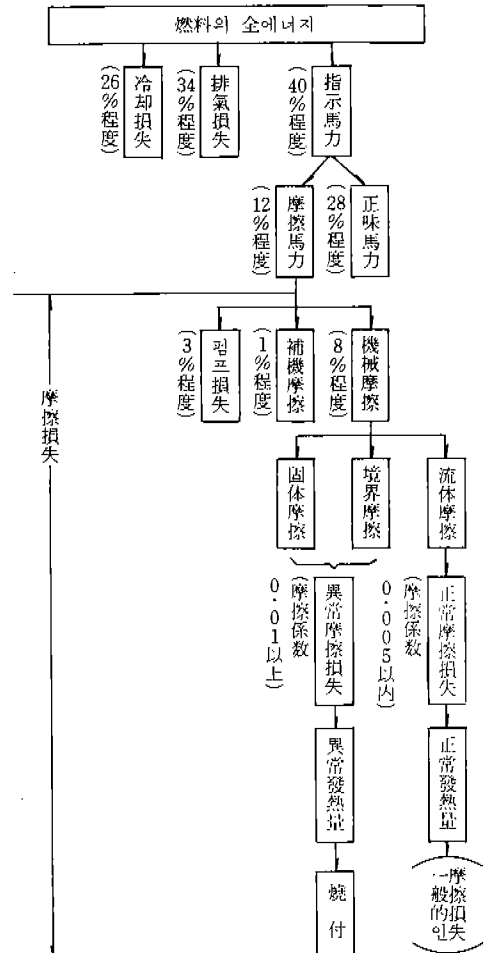 燃料의 全에너지
冷却損失
(26%程度)
排氣損失
(34%程度)
指示馬力
(40%程度)
摩擦馬力
(12%程度)
正味馬力
(28%程度)
摩擦損失
펌프損失
(3%程度)
補機摩擦
(1%程度)
機械摩擦
(8%程度)
固体摩擦
境界摩擦
流体摩擦
異常摩擦損失
(摩擦係数
0.01以上)
正常摩擦損失
(摩擦係数
0.005以内)
異常發熱量
正常發熱量
燒付
一般的인
摩擦損失